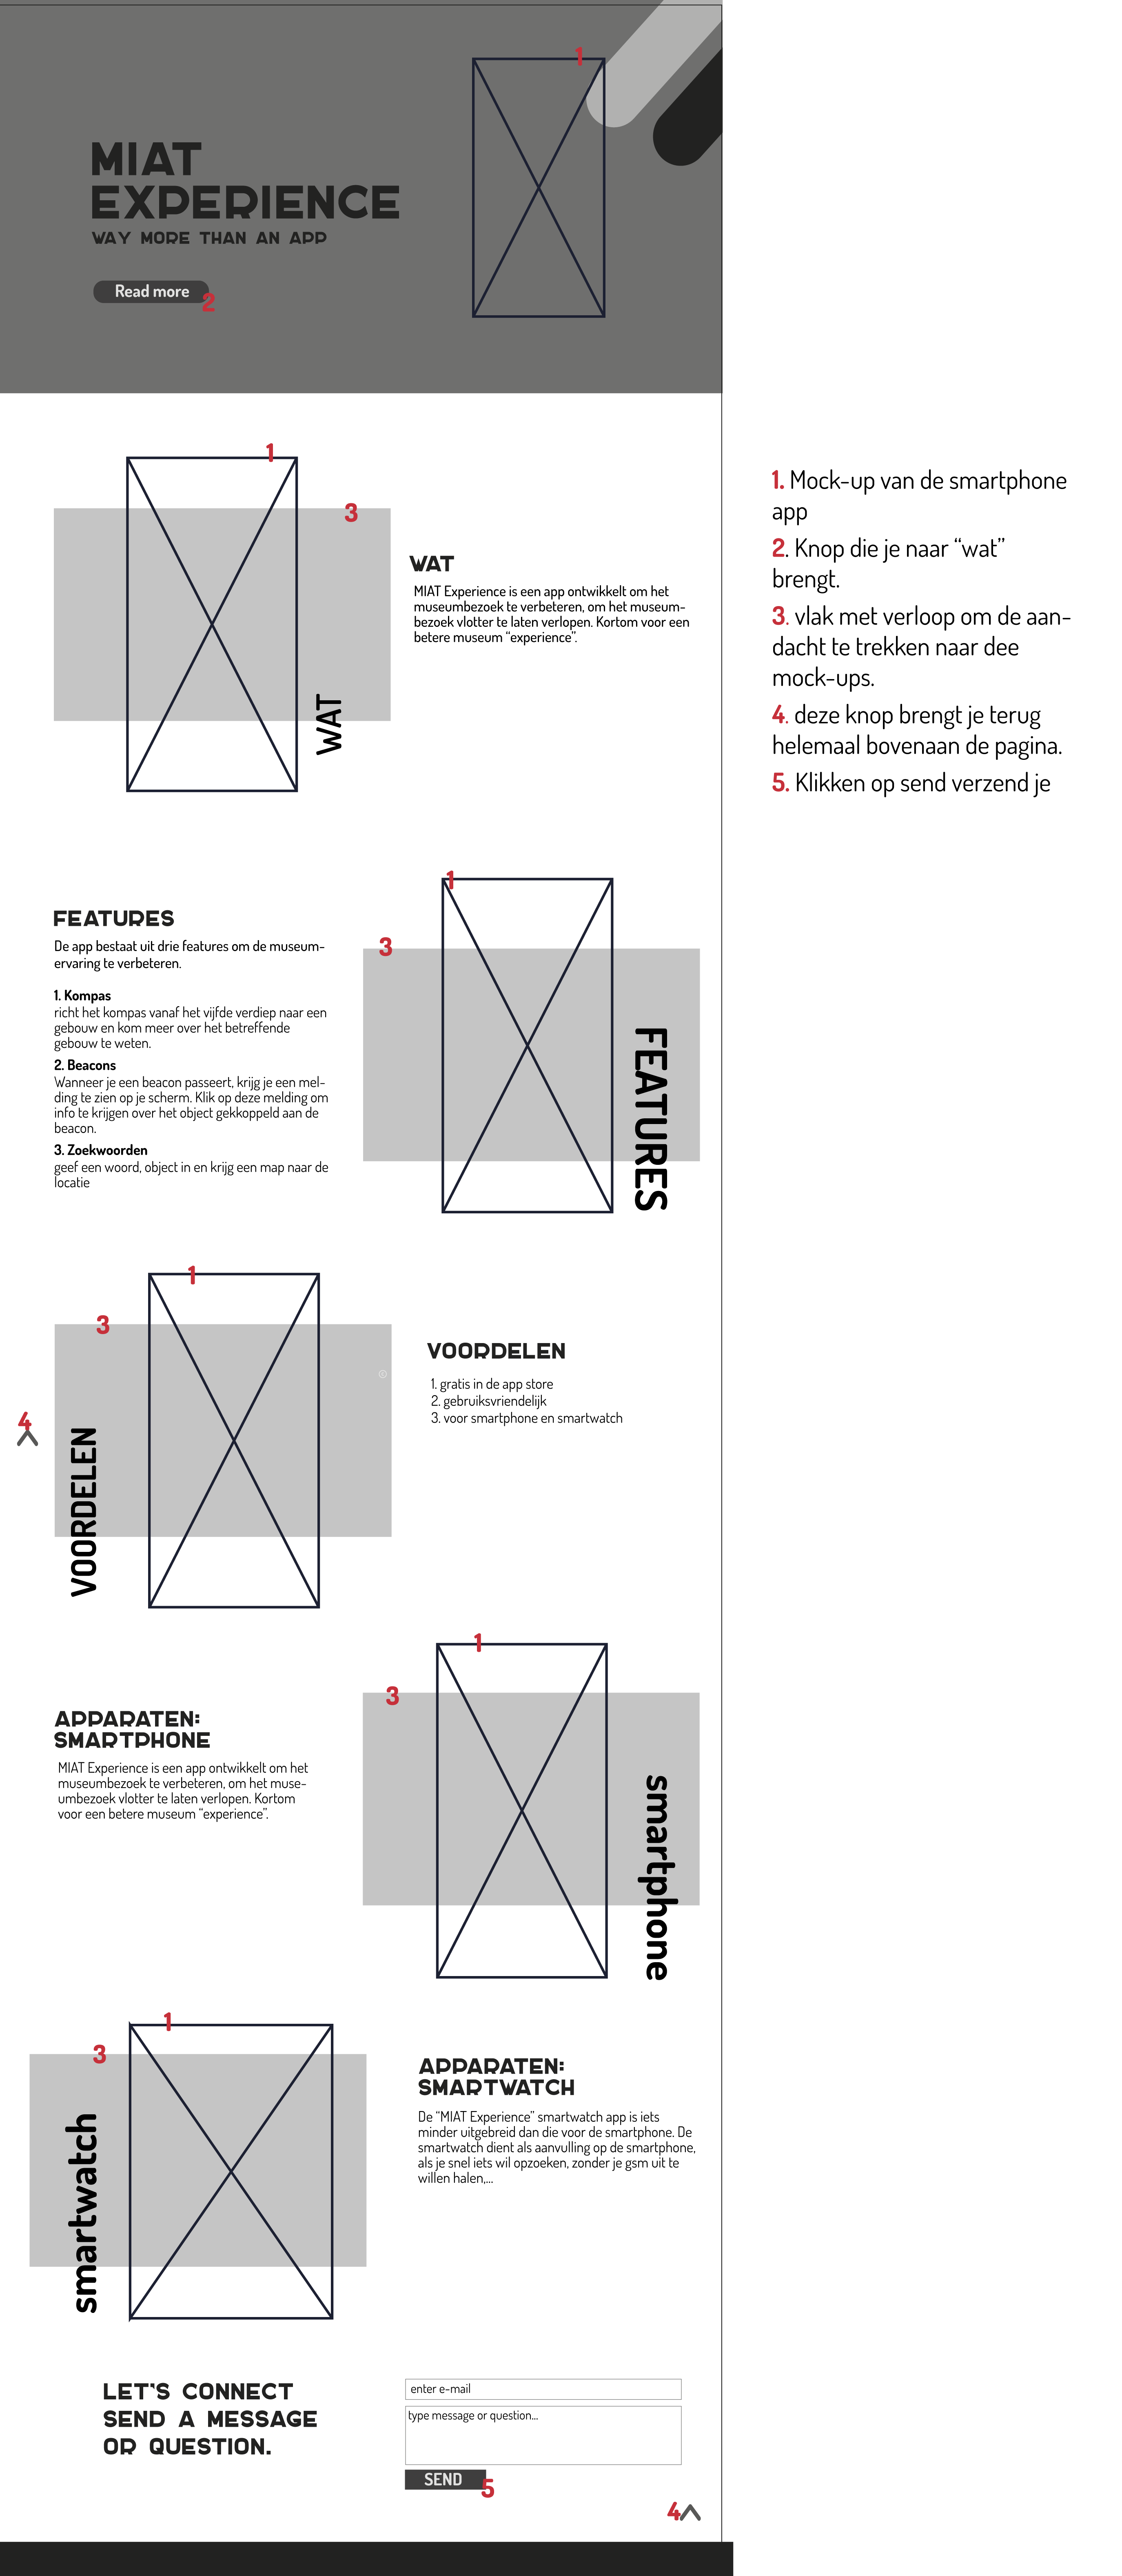 1
MIAT
EXPERIENCE
WAY MORE THAN AN APP
Read more
2
1
3
WAT
MIAT Experience is een app ontwikkelt om het
museumbezoek te verbeteren, om het museum-
bezoek vlotter te laten verlopen. Kortom voor een
betere museum “experience”.
WAT
1. Mock-up van de smartphone
app
2. Knop die je naar “wat”
brengt.
3. vlak met verloop om de aan-
dacht te trekken naar dee
mock-ups.
4. deze knop brengt je terug
helemaal bovenaan de pagina.
5. Klikken op send verzend je
1
3
FEATURES
De app bestaat uit drie features om de museum-
ervaring te verbeteren.
1. Kompas
richt het kompas vanaf het vijfde verdiep naar een
gebouw en kom meer over het betreffende
gebouw te weten.
2. Beacons
Wanneer je een beacon passeert, krijg je een mel-
ding te zien op je scherm. Klik op deze melding om
info te krijgen over het object gekkoppeld aan de
beacon.
3. Zoekwoorden
geef een woord, object in en krijg een map naar de
locatie
FEATURES
1
3
VOORDELEN
1. gratis in de app store
2. gebruiksvriendelijk
3. voor smartphone en smartwatch
4
VOORDELEN
1
3
APPARATEN:
SMARTPHONE
MIAT Experience is een app ontwikkelt om het
museumbezoek te verbeteren, om het muse-
umbezoek vlotter te laten verlopen. Kortom
voor een betere museum “experience”.
smartphone
1
3
APPARATEN:
SMARTWATCH
De “MIAT Experience” smartwatch app is iets
minder uitgebreid dan die voor de smartphone. De
smartwatch dient als aanvulling op de smartphone,
als je snel iets wil opzoeken, zonder je gsm uit te
willen halen,...
smartwatch
LET'S CONNECT
SEND A MESSAGE
OR QUESTION.
enter e-mail
type message or question...
SEND
5
4